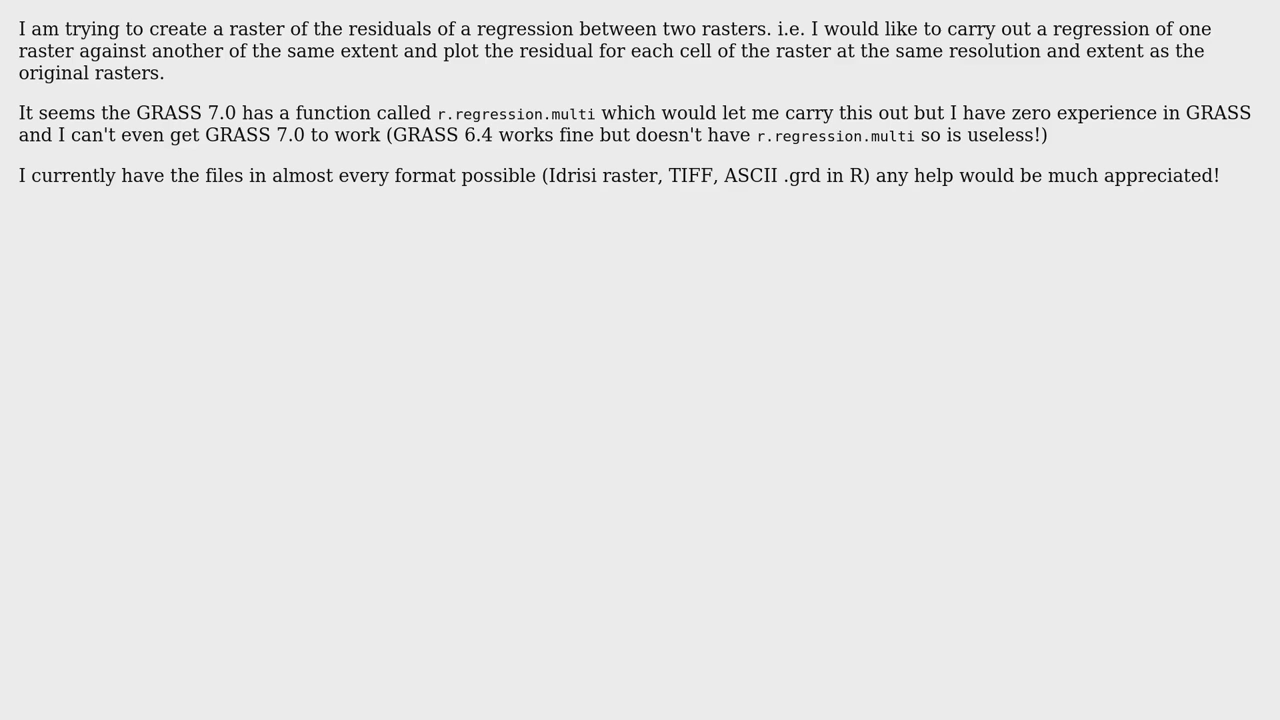 I am trying to create a raster of the residuals of a regression between two rasters. i.e. I would like to carry out a regression of one
raster against another of the same extent and plot the residual for each cell of the raster at the same resolution and extent as the
original rasters.
It seems the GRASS 7.0 has a function called r.regression.multi which would let me carry this out but I have zero experience in GRASS
and I can't even get GRASS 7.0 to work (GRASS 6.4 works fine but doesn't have r.regression.multi so is useless!)
I currently have the files in almost every format possible (Idrisi raster, TIFF, ASCII .grd in R) any help would be much appreciated!